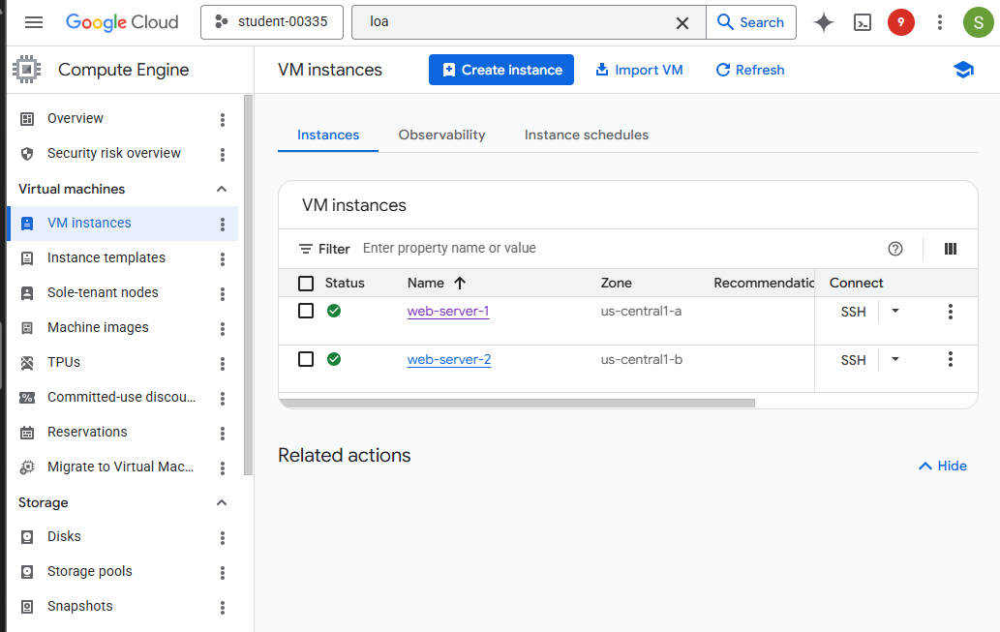 Google Cloud
student-00335
loa
Search
9
S
Compute Engine
VM instances
Create instance
Import VM
Refresh
Overview
Security risk overview
Virtual machines
VM instances
Instance templates
Sole-tenant nodes
Machine images
TPUs
Committed-use discou...
Reservations
Migrate to Virtual Mac...
Storage
Disks
Storage pools
Snapshots
Instances Observability Instance schedules
VM instances
Filter Enter property name or value
Status Name Zone Recommendatic Connect
web-server-1 us-central1-a SSH
web-server-2 us-central1-b SSH
Related actions
Hide